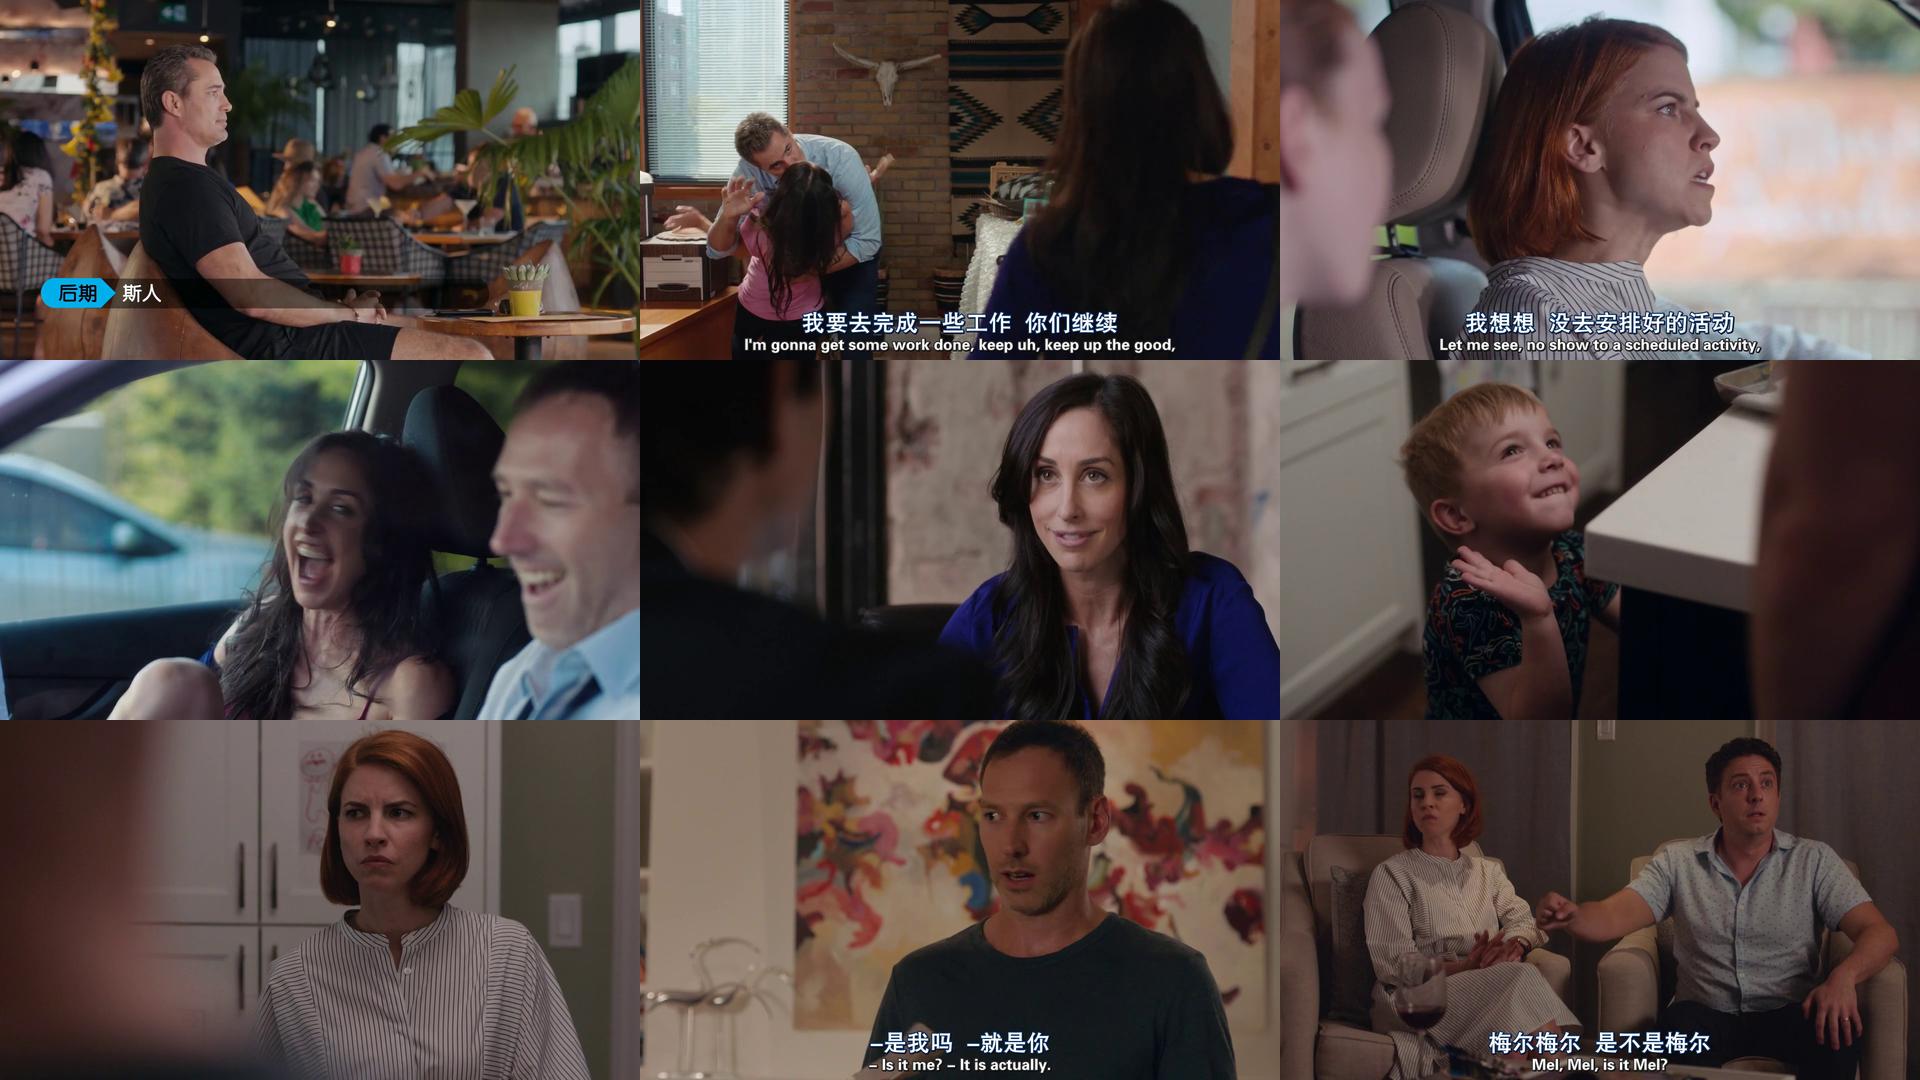 后期 斯人
我要去完成一些工作 你们继续
I'm gonna get some work done, keep uh, keep up the good,
我想想 没去安排好的活动
Let me see, no show to a scheduled activity,
–是我吗 –就是你
– Is it me? – It is actually.
梅尔梅尔 是不是梅尔
Mel, Mel, is it Mel?